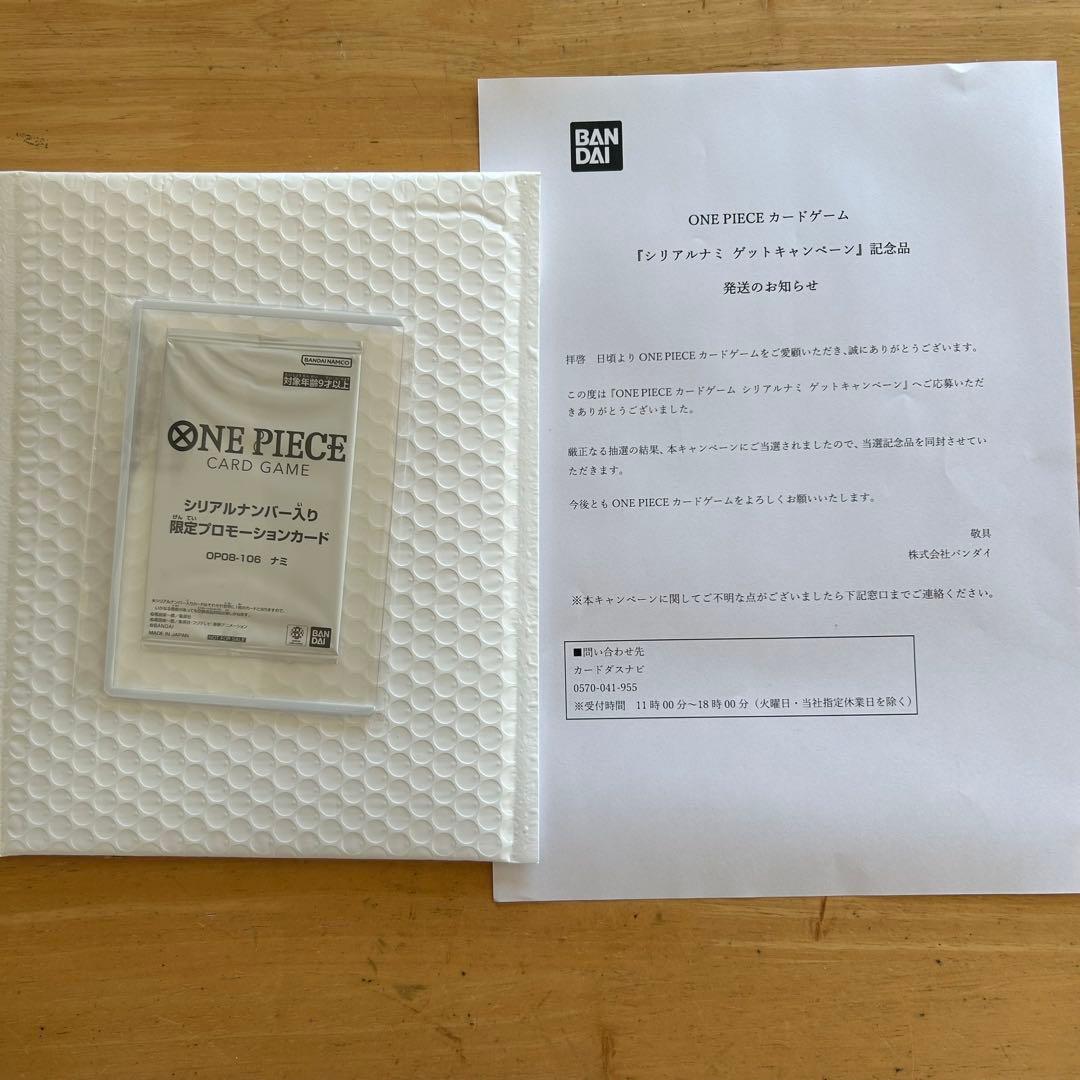 BANDAI NAMCO
対象年齢9才以上
ONE PIECE
CARD GAME
シリアルナンバー入り
限定プロモーションカード
OP08-106 ナミ
©BANDAI
MADE IN JAPAN
NOT FOR SALE
BAN
DAI
BAN
DAI
ONE PIECE カードゲーム
『シリアルナミ ゲットキャンペーン』記念品
発送のお知らせ
拝啓 日頃より ONE PIECE カードゲームをご愛顧いただき、誠にありがとうございます。
この度は『ONE PIECE カードゲーム シリアルナミ ゲットキャンペーン』へご応募いただ
きありがとうございました。
厳正なる抽選の結果、本キャンペーンにご当選されましたので、当選記念品を同封させてい
ただきます。
今後とも ONE PIECE カードゲームをよろしくお願いいたします。
敬具
株式会社バンダイ
※本キャンペーンに関してご不明な点がございましたら下記窓口までご連絡ください。
■問い合わせ先
カードダスナビ
0570-041-955
※受付時間 11時00分～18時00分（火曜日・当社指定休業日を除く）